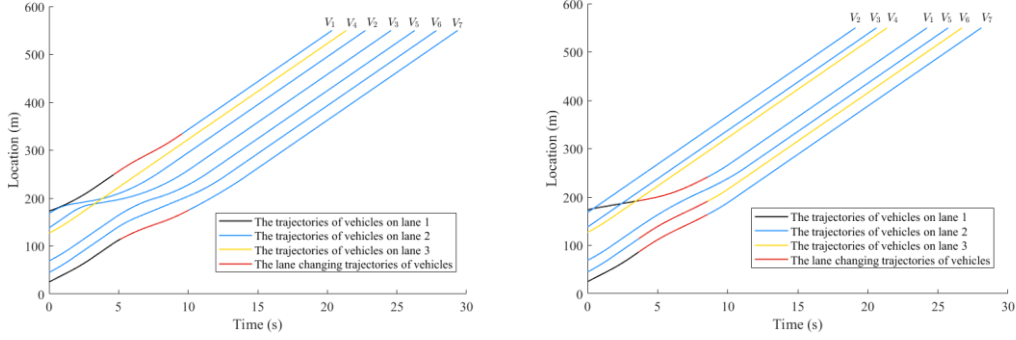 600
500
400
300
200
100
0
Location (m)
0 5 10 15 20 25 30
Time (s)
V1 V4 V2 V3 V5 V6 V7
The trajectories of vehicles on lane 1
The trajectories of vehicles on lane 2
The trajectories of vehicles on lane 3
The lane changing trajectories of vehicles
600
500
400
300
200
100
0
Location (m)
0 5 10 15 20 25 30
Time (s)
V2 V3 V4 V1 V5 V6 V7
The trajectories of vehicles on lane 1
The trajectories of vehicles on lane 2
The trajectories of vehicles on lane 3
The lane changing trajectories of vehicles